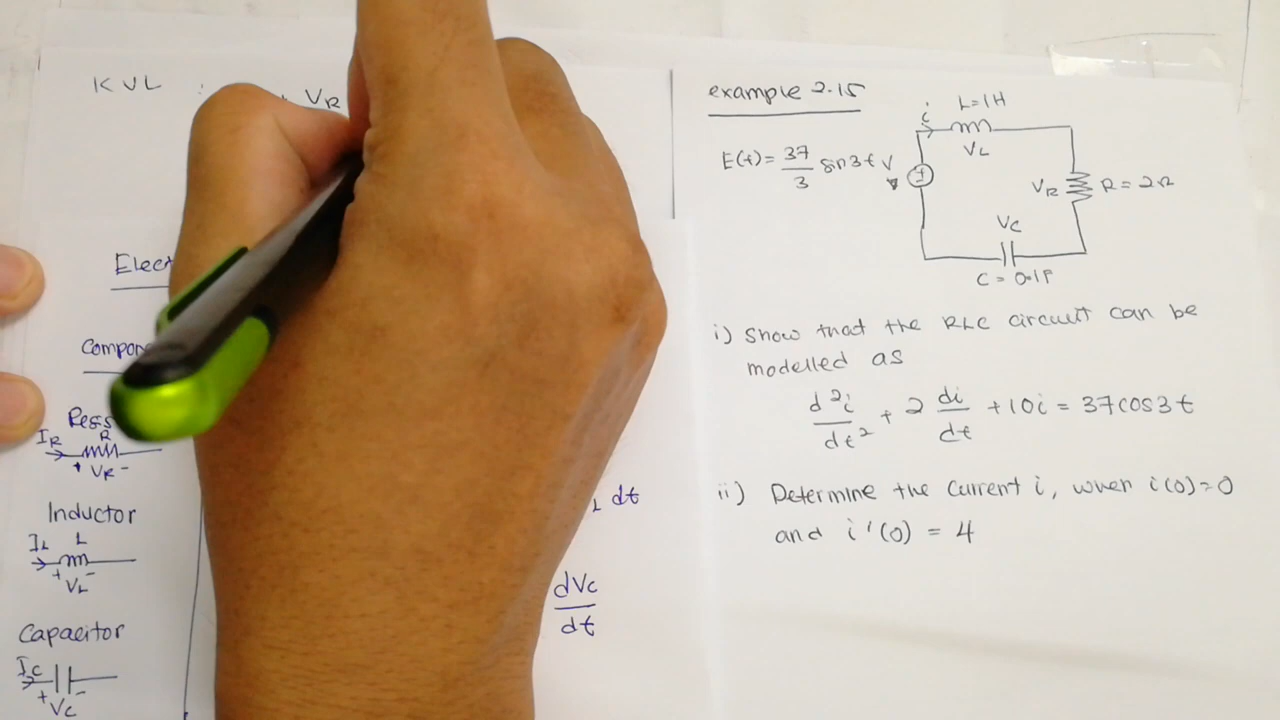 KVL : + VR
Elect
Compon
Resis
IR R
+ VR -
Inductor
IL L
+ VL -
Capacitor
IC
+ VC -
L dt
dVc
dt
example 2.15
E(t) = 37/3 sin3t V
i L=1H
VL
VR R = 2Ω
VC
C = 0.1F
i) Show that the RLC circuit can be
modelled as
d²i/dt² + 2 di/dt + 10i = 37cos3t
ii) Determine the current i, when i(0)=0
and i'(0) = 4